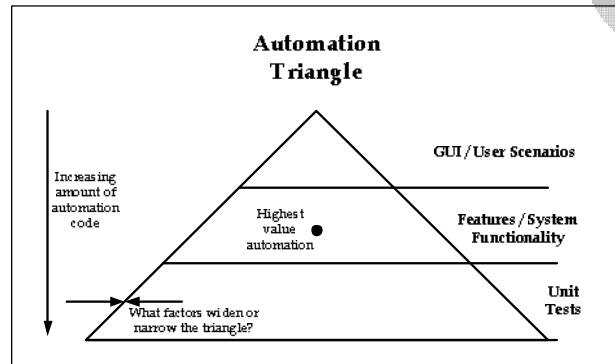 Automation
Triangle
GUI / User Scenarios
Increasing
amount of
automation
code
Highest
value
automation
Features / System
Functionality
Unit
Tests
What factors widen or
narrow the triangle?